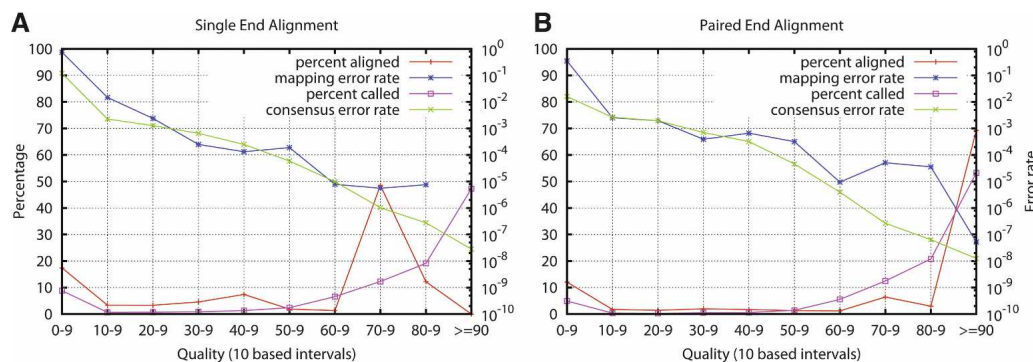 A
Single End Alignment
percent aligned
mapping error rate
percent called
consensus error rate
Percentage
100
90
80
70
60
50
40
30
20
10
0
10^0
10^-1
10^-2
10^-3
10^-4
10^-5
10^-6
10^-7
10^-8
10^-9
10^-10
0-9 10-9 20-9 30-9 40-9 50-9 60-9 70-9 80-9 >=90
Quality (10 based intervals)
B
Paired End Alignment
percent aligned
mapping error rate
percent called
consensus error rate
100
90
80
70
60
50
40
30
20
10
0
10^0
10^-1
10^-2
10^-3
10^-4
10^-5
10^-6
10^-7
10^-8
10^-9
10^-10
Error rate
0-9 10-9 20-9 30-9 40-9 50-9 60-9 70-9 80-9 >=90
Quality (10 based intervals)